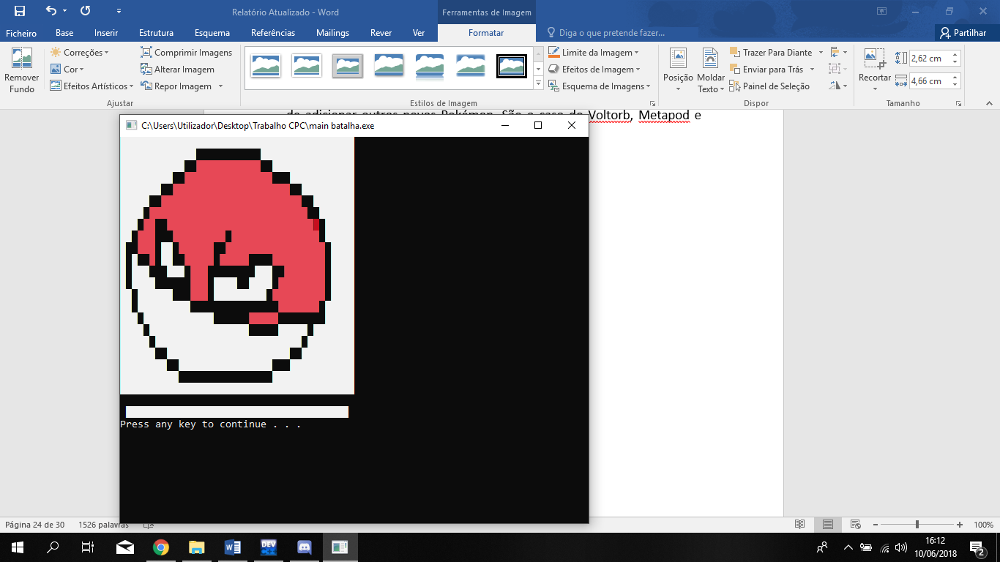 Relatório Atualizado - Word
Ferramentas de Imagem
Ficheiro Base Inserir Estrutura Esquema Referências Mailings Rever Ver Formatar Diga o que pretende fazer... Partilhar
Remover Fundo
Correções
Cor
Efeitos Artísticos
Comprimir Imagens
Alterar Imagem
Repor Imagem
Ajustar
Limite da Imagem
Efeitos de Imagem
Esquema de Imagens
Estilos de Imagem
Posição
Moldar Texto
Trazer Para Diante
Enviar para Trás
Painel de Seleção
Dispor
Recortar
2,62 cm
4,66 cm
Tamanho
de adicionar outros novos Pokémon. São o caso do Voltorb, Metapod e
C:\Users\Utilizador\Desktop\Trabalho CPC\main batalha.exe
Press any key to continue . . .
Página 24 de 30 1526 palavras 100%
DEV
16:12
10/06/2018
2